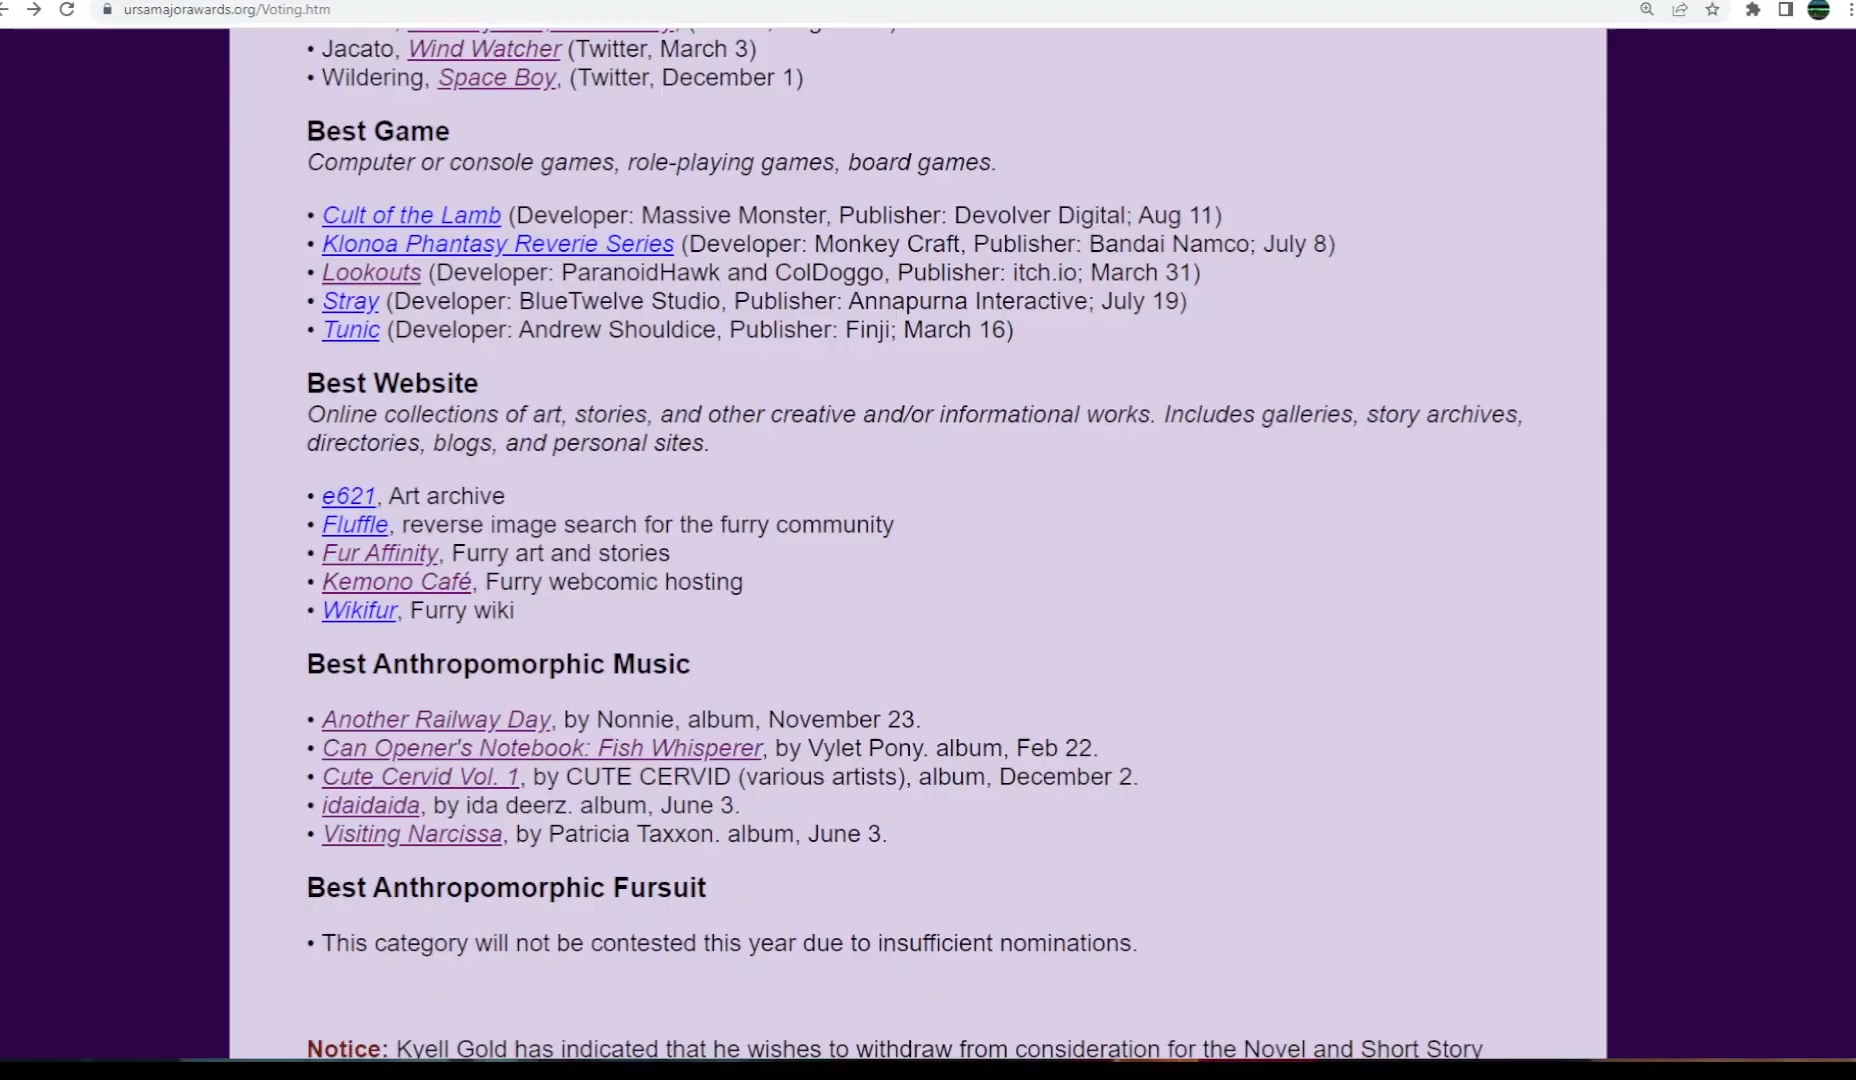 ursamajorawards.org/Voting.htm
• Jacato, Wind Watcher (Twitter, March 3)
• Wildering, Space Boy, (Twitter, December 1)
Best Game
Computer or console games, role-playing games, board games.
• Cult of the Lamb (Developer: Massive Monster, Publisher: Devolver Digital; Aug 11)
• Klonoa Phantasy Reverie Series (Developer: Monkey Craft, Publisher: Bandai Namco; July 8)
• Lookouts (Developer: ParanoidHawk and ColDoggo, Publisher: itch.io; March 31)
• Stray (Developer: BlueTwelve Studio, Publisher: Annapurna Interactive; July 19)
• Tunic (Developer: Andrew Shouldice, Publisher: Finji; March 16)
Best Website
Online collections of art, stories, and other creative and/or informational works. Includes galleries, story archives,
directories, blogs, and personal sites.
• e621, Art archive
• Fluffle, reverse image search for the furry community
• Fur Affinity, Furry art and stories
• Kemono Café, Furry webcomic hosting
• Wikifur, Furry wiki
Best Anthropomorphic Music
• Another Railway Day, by Nonnie, album, November 23.
• Can Opener's Notebook: Fish Whisperer, by Vylet Pony. album, Feb 22.
• Cute Cervid Vol. 1, by CUTE CERVID (various artists), album, December 2.
• idaidaida, by ida deerz. album, June 3.
• Visiting Narcissa, by Patricia Taxxon. album, June 3.
Best Anthropomorphic Fursuit
• This category will not be contested this year due to insufficient nominations.
Notice: Kyell Gold has indicated that he wishes to withdraw from consideration for the Novel and Short Story